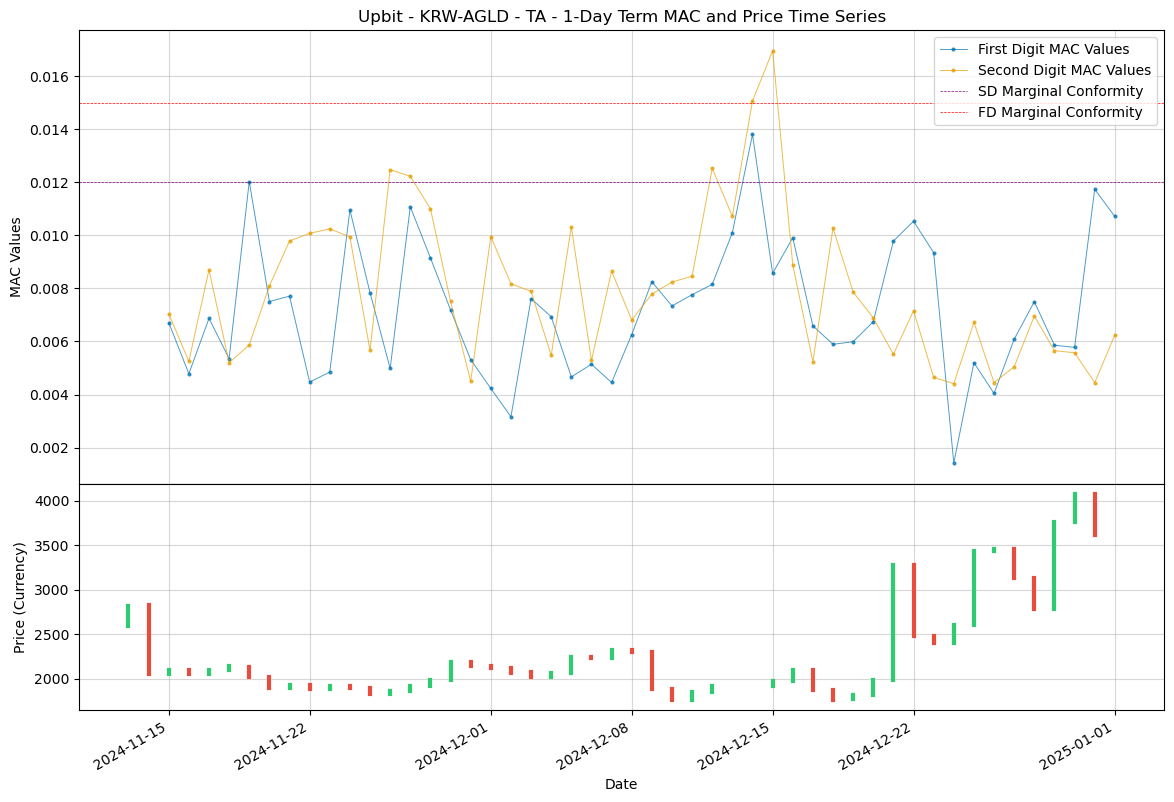 Upbit - KRW-AGLD - TA - 1-Day Term MAC and Price Time Series
First Digit MAC Values
Second Digit MAC Values
SD Marginal Conformity
FD Marginal Conformity
MAC Values
0.016
0.014
0.012
0.010
0.008
0.006
0.004
0.002
Price (Currency)
4000
3500
3000
2500
2000
2024-11-15
2024-11-22
2024-12-01
2024-12-08
2024-12-15
2024-12-22
2025-01-01
Date